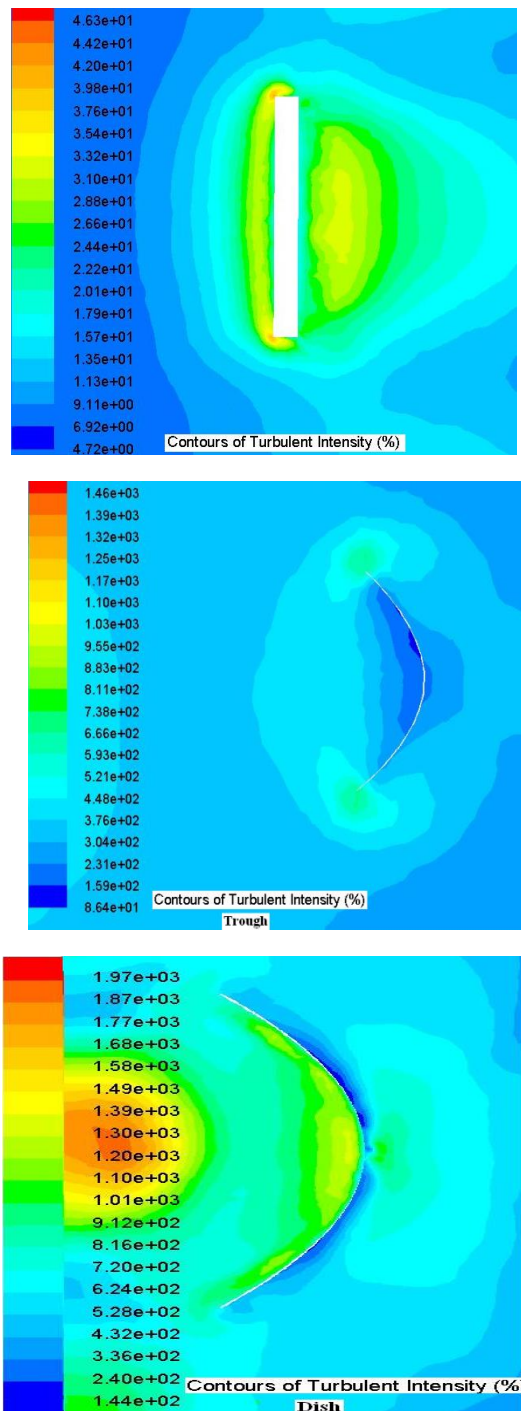 4.63e+01
4.42e+01
4.20e+01
3.98e+01
3.76e+01
3.54e+01
3.32e+01
3.10e+01
2.88e+01
2.66e+01
2.44e+01
2.22e+01
2.01e+01
1.79e+01
1.57e+01
1.35e+01
1.13e+01
9.11e+00
6.92e+00
4.72e+00
Contours of Turbulent Intensity (%)
1.46e+03
1.39e+03
1.32e+03
1.25e+03
1.17e+03
1.10e+03
1.03e+03
9.55e+02
8.83e+02
8.11e+02
7.38e+02
6.66e+02
5.93e+02
5.21e+02
4.48e+02
3.76e+02
3.04e+02
2.31e+02
1.59e+02
8.64e+01
Contours of Turbulent Intensity (%)
Trough
1.97e+03
1.87e+03
1.77e+03
1.68e+03
1.58e+03
1.49e+03
1.39e+03
1.30e+03
1.20e+03
1.10e+03
1.01e+03
9.12e+02
8.16e+02
7.20e+02
6.24e+02
5.28e+02
4.32e+02
3.36e+02
2.40e+02
1.44e+02
Contours of Turbulent Intensity (%)
Dish